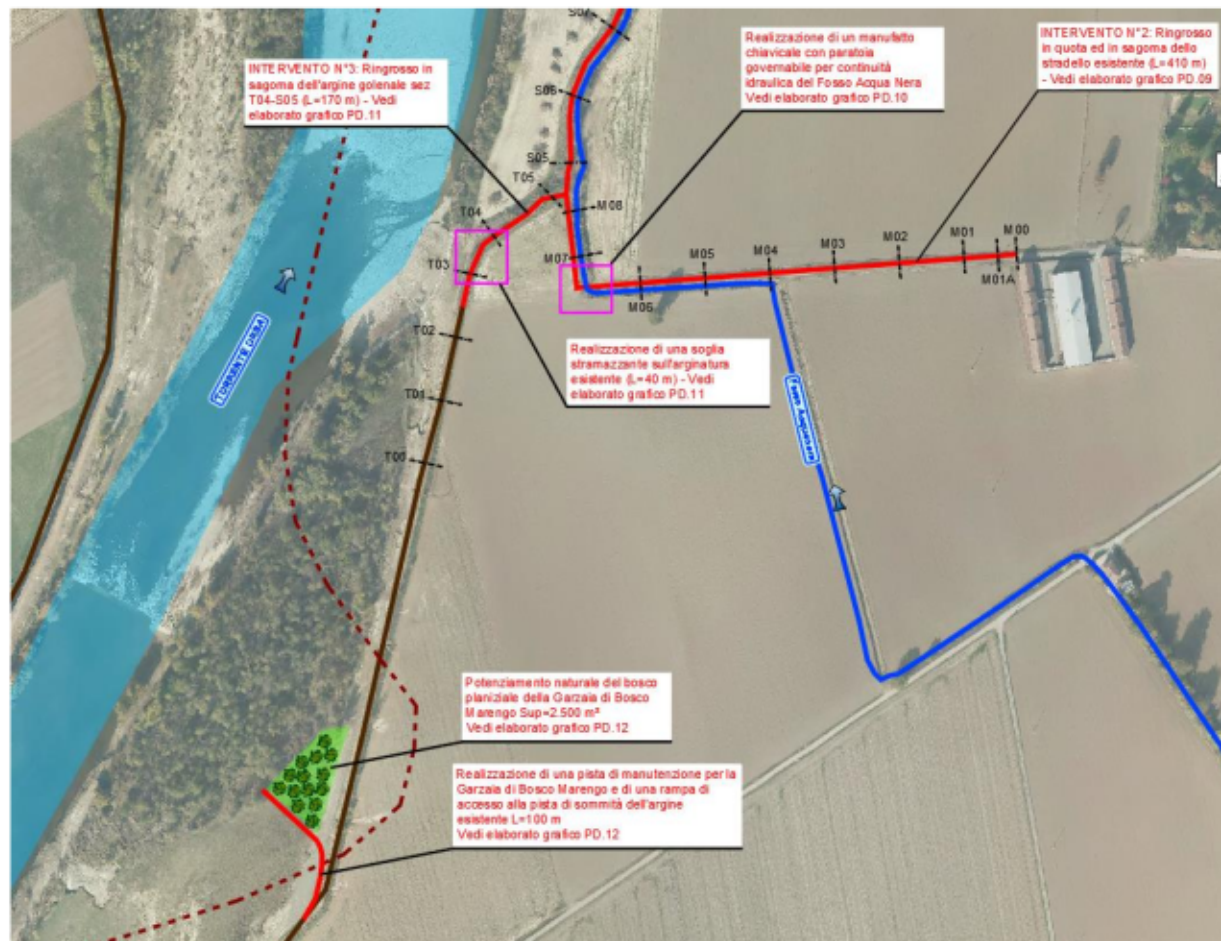 S07
Realizzazione di un manufatto
chiavicale con paratoia
governabile per continuità
idraulica del Fosso Acqua Nera
Vedi elaborato grafico PD.10
INTERVENTO N°2: Ringrosso
in quota ed in sagoma dello
stradello esistente (L=410 m)
- Vedi elaborato grafico PD.09
INTERVENTO N°3: Ringrosso in
sagoma dell'argine golenale sez
T04-S05 (L=170 m) - Vedi
elaborato grafico PD.11
S06
S05
T05
M08
T04
M07
T03
M06
M05
M04
M03
M02
M01
M00
M01A
T02
T01
T00
TORRENTE ORBA
Realizzazione di una soglia
stramazzante sull'arginatura
esistente (L=40 m) - Vedi
elaborato grafico PD.11
Fosso Acquanera
Potenziamento naturale del bosco
planiziale della Garzaia di Bosco
Marengo Sup=2.500 m²
Vedi elaborato grafico PD.12
Realizzazione di una pista di manutenzione per la
Garzaia di Bosco Marengo e di una rampa di
accesso alla pista di sommità dell'argine
esistente L=100 m
Vedi elaborato grafico PD.12